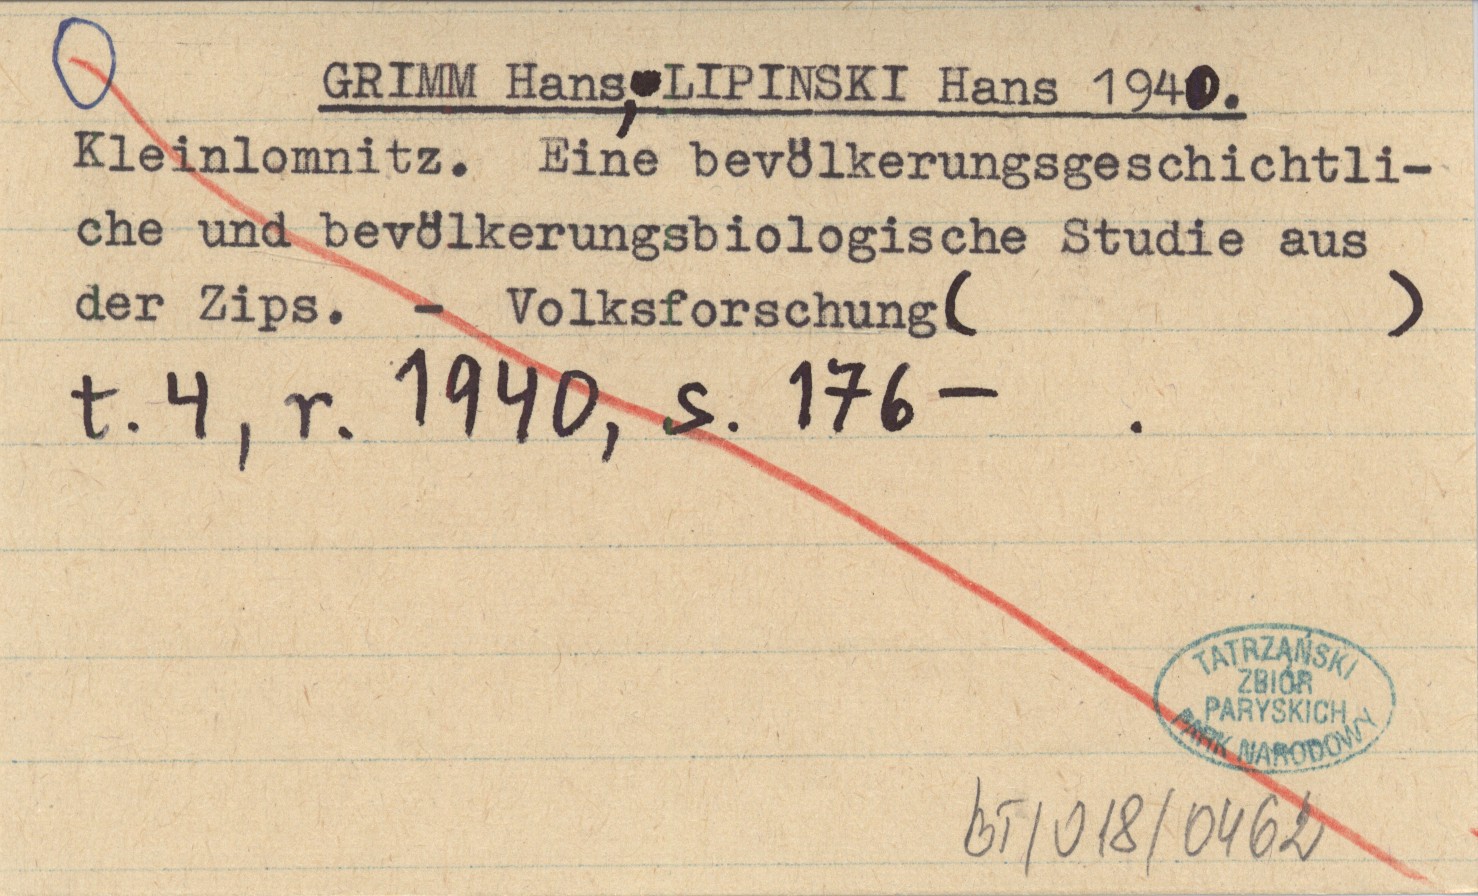 GRIMM Hans, LIPINSKI Hans 1940.
Kleinlomnitz. Eine bevölkerungsgeschichtli-
che und bevölkerungsbiologische Studie aus
der Zips. - Volksforschung( )
t. 4, r. 1940, s. 176- .
TATRZAŃSKI
ZBIÓR
PARYSKICH
PARK NARODOWY
BT/018/0462